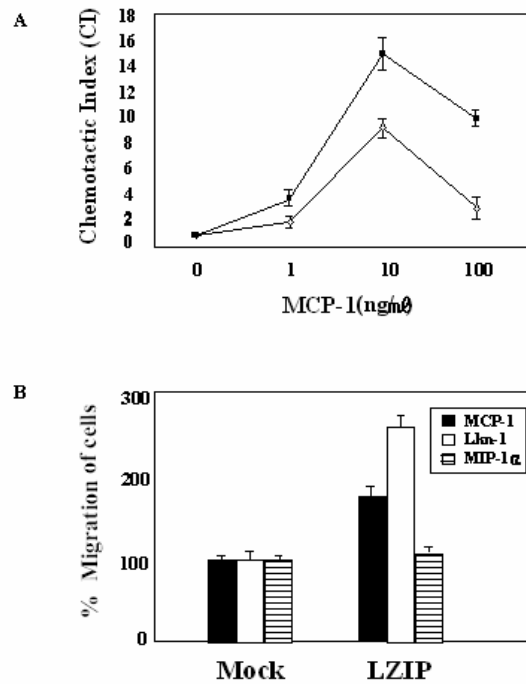 A
Chemotactic Index (CI)
18
16
14
12
10
8
6
4
2
0
0 1 10 100
MCP-1(ng/mℓ)
B
% Migration of cells
300
200
100
0
MCP-1
Lkn-1
MIP-1α
Mock LZIP